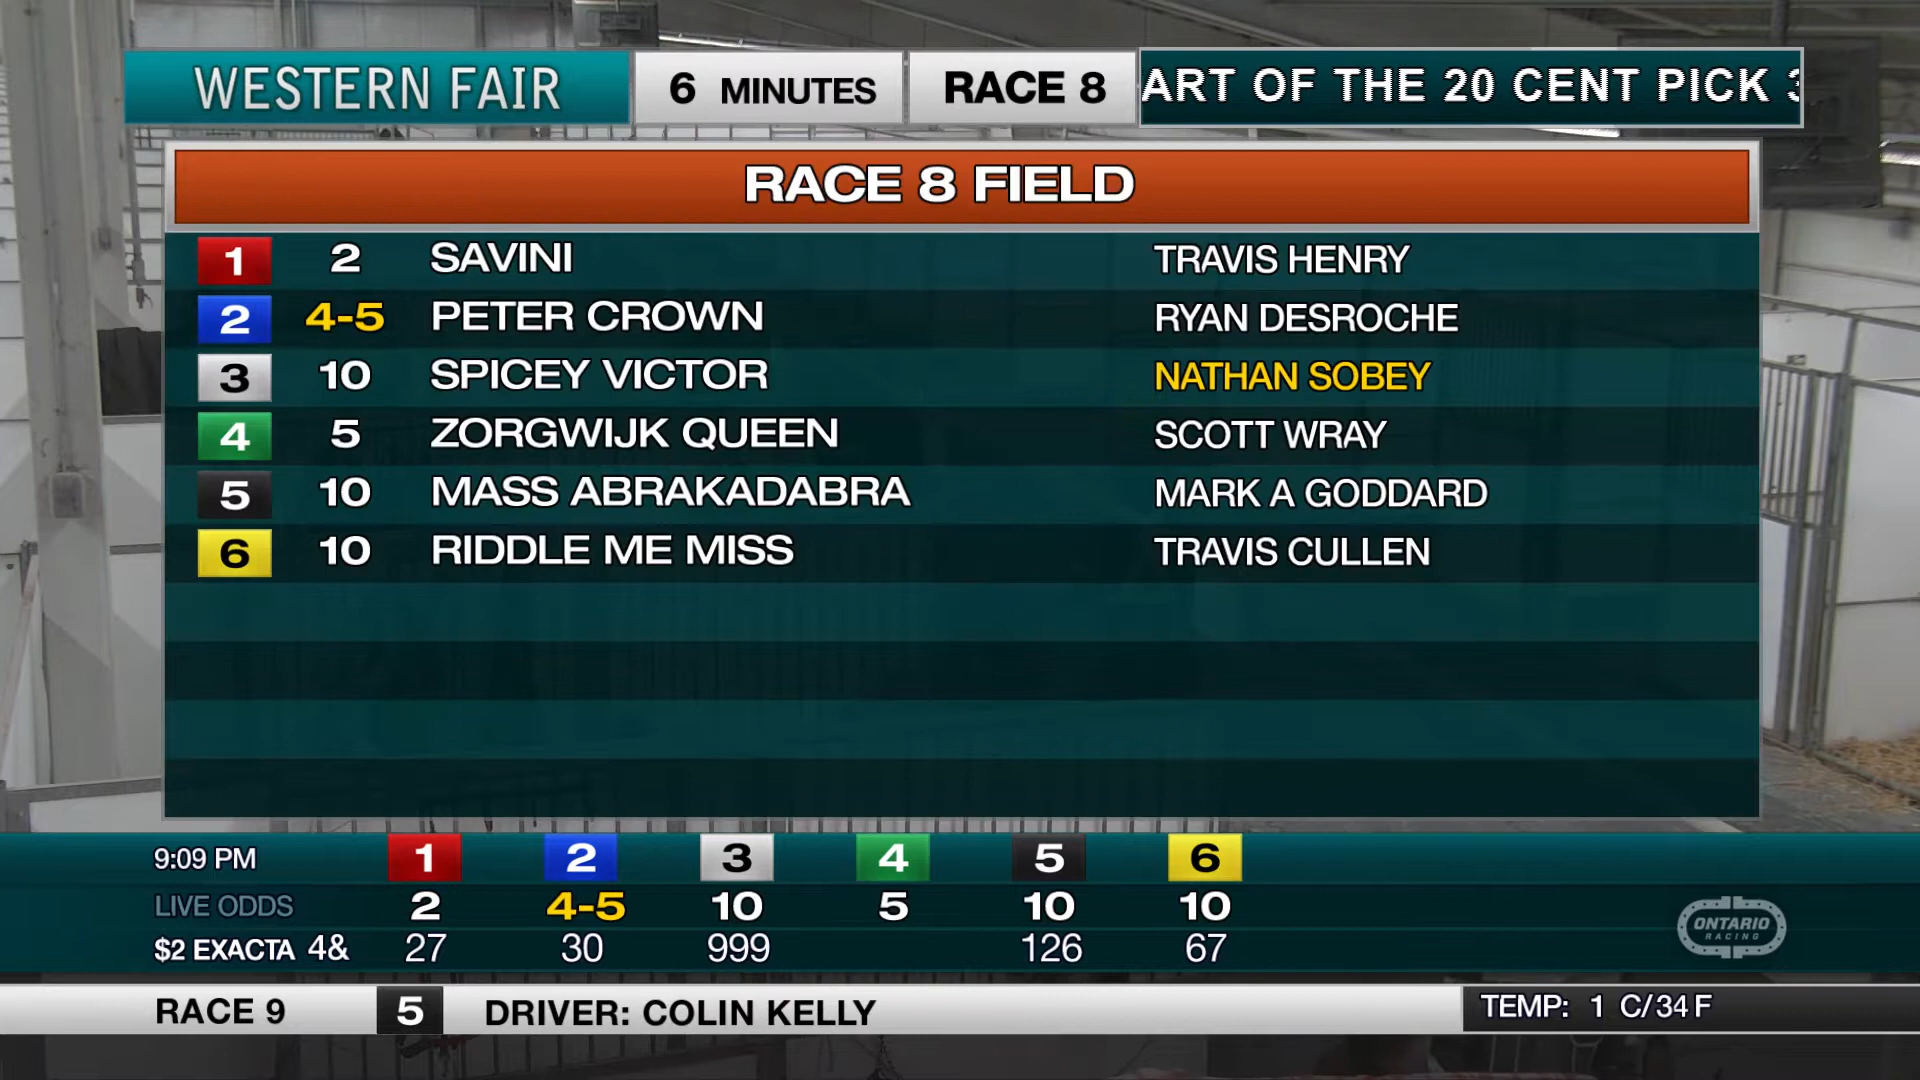 WESTERN FAIR 6 MINUTES RACE 8 ART OF THE 20 CENT PICK 3
RACE 8 FIELD
1 2 SAVINI TRAVIS HENRY
2 4-5 PETER CROWN RYAN DESROCHE
3 10 SPICEY VICTOR NATHAN SOBEY
4 5 ZORGWIJK QUEEN SCOTT WRAY
5 10 MASS ABRAKADABRA MARK A GODDARD
6 10 RIDDLE ME MISS TRAVIS CULLEN
9:09 PM 1 2 3 4 5 6
LIVE ODDS 2 4-5 10 5 10 10
$2 EXACTA 4& 27 30 999 126 67
ONTARIO
RACING
RACE 9 5 DRIVER: COLIN KELLY TEMP: 1 C/34 F